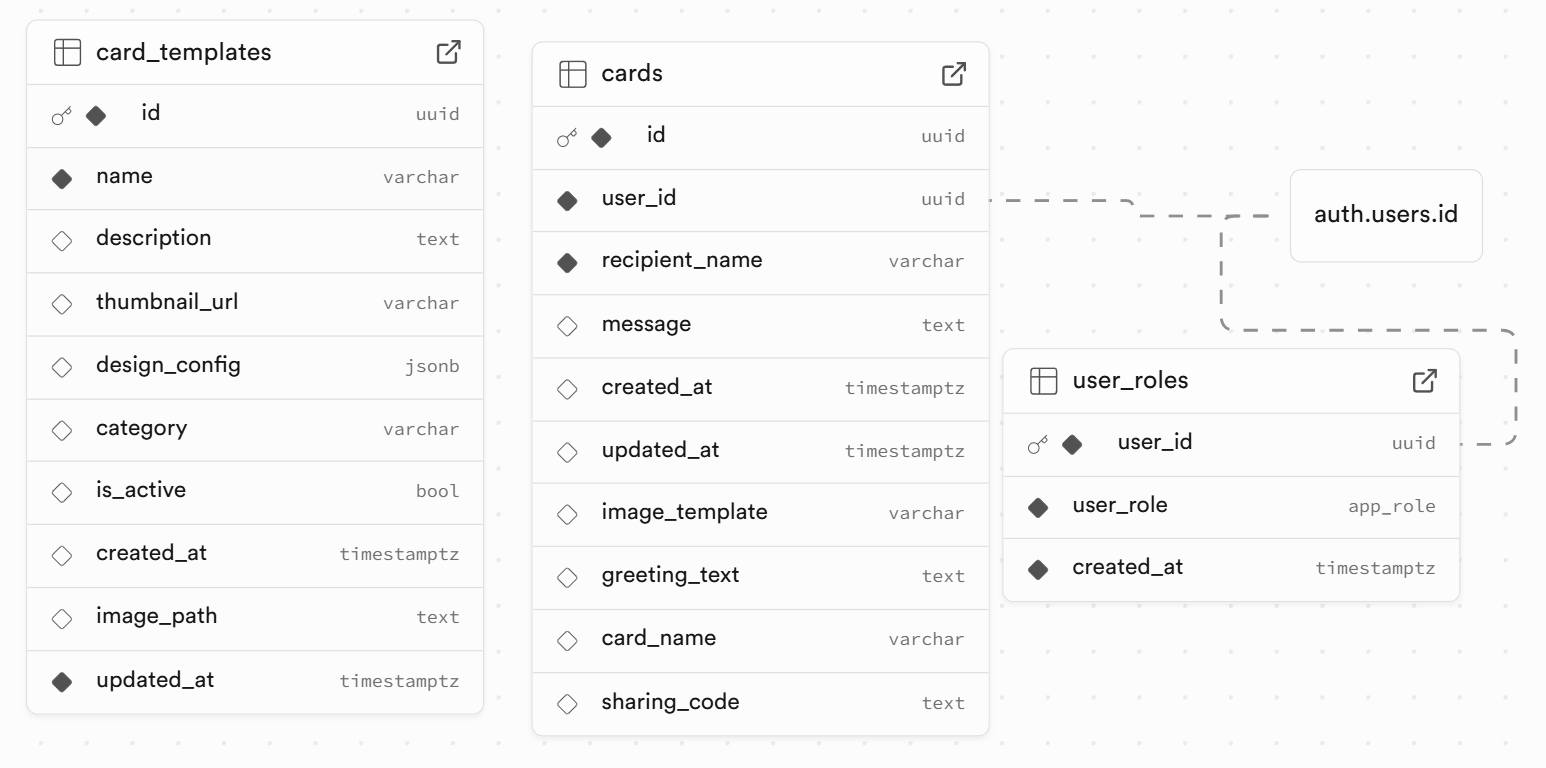 card_templates
id uuid
name varchar
description text
thumbnail_url varchar
design_config jsonb
category varchar
is_active bool
created_at timestamptz
image_path text
updated_at timestamptz
cards
id uuid
user_id uuid
recipient_name varchar
message text
created_at timestamptz
updated_at timestamptz
image_template varchar
greeting_text text
card_name varchar
sharing_code text
auth.users.id
user_roles
user_id uuid
user_role app_role
created_at timestamptz